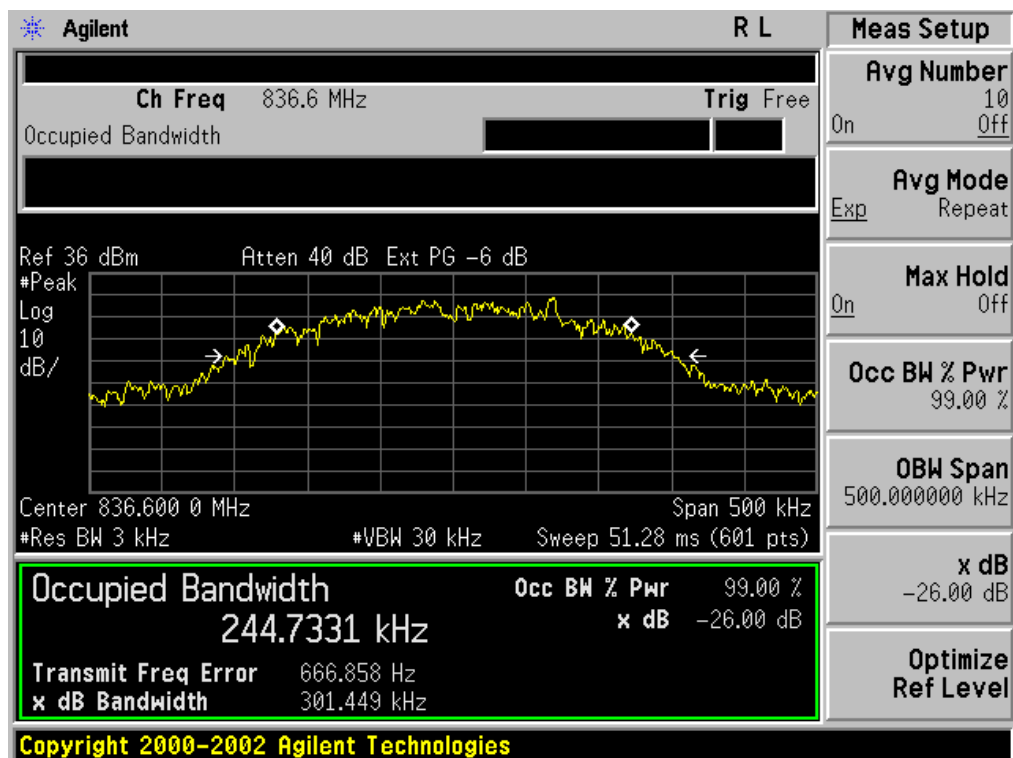 Agilent R L Meas Setup
Ch Freq 836.6 MHz Trig Free
Occupied Bandwidth
Avg Number
10
On Off
Avg Mode
Exp Repeat
Max Hold
On Off
Occ BW % Pwr
99.00 %
OBW Span
500.000000 kHz
x dB
-26.00 dB
Optimize
Ref Level
Ref 36 dBm Atten 40 dB Ext PG -6 dB
#Peak
Log
10
dB/
Center 836.600 0 MHz Span 500 kHz
#Res BW 3 kHz #VBW 30 kHz Sweep 51.28 ms (601 pts)
Occupied Bandwidth Occ BW % Pwr 99.00 %
244.7331 kHz x dB -26.00 dB
Transmit Freq Error 666.858 Hz
x dB Bandwidth 301.449 kHz
Copyright 2000-2002 Agilent Technologies